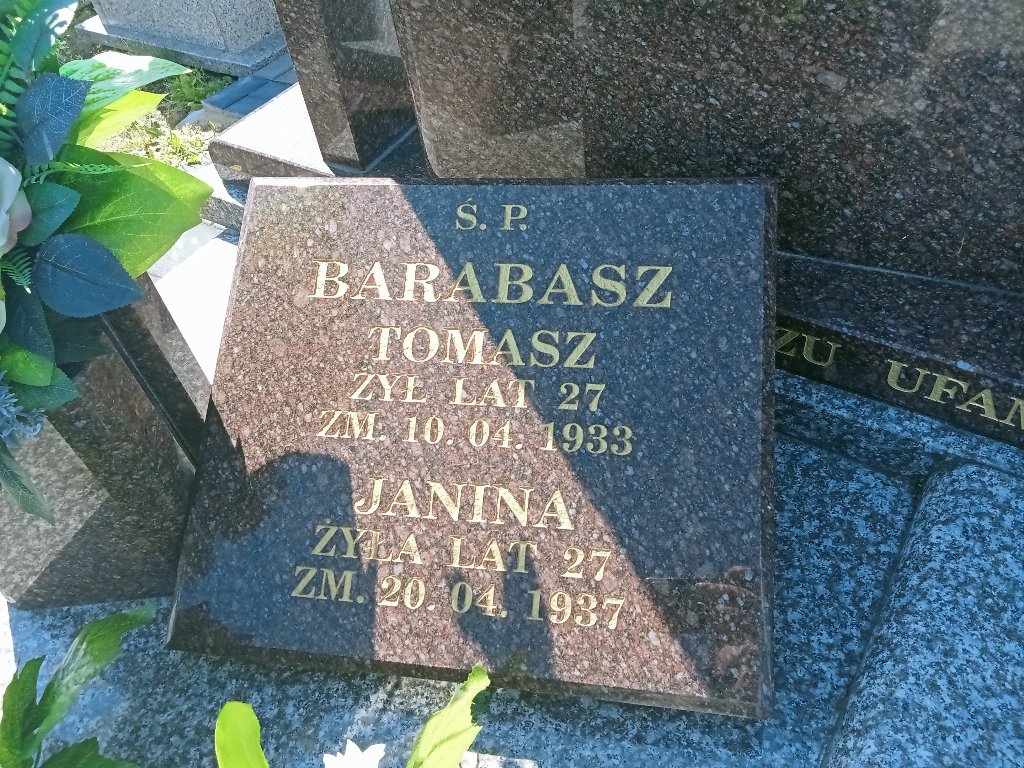 Ś. P.
BARABASZ
TOMASZ
ŻYŁ LAT 27
ZM. 10. 04. 1933
JANINA
ŻYŁA LAT 27
ZM. 20. 04. 1937
ZU UFAM